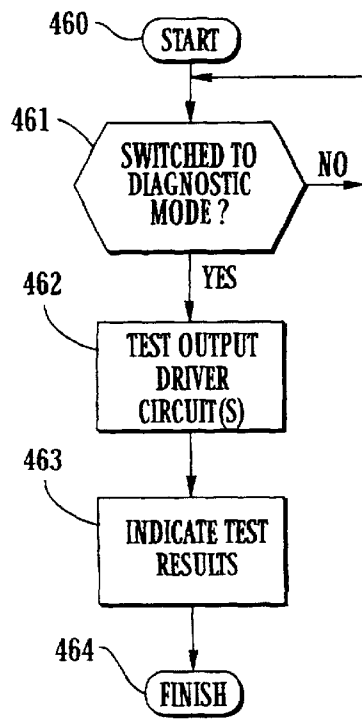 460
START
461
SWITCHED TO
DIAGNOSTIC
MODE ?
NO
YES
462
TEST OUTPUT
DRIVER
CIRCUIT(S)
463
INDICATE TEST
RESULTS
464
FINISH